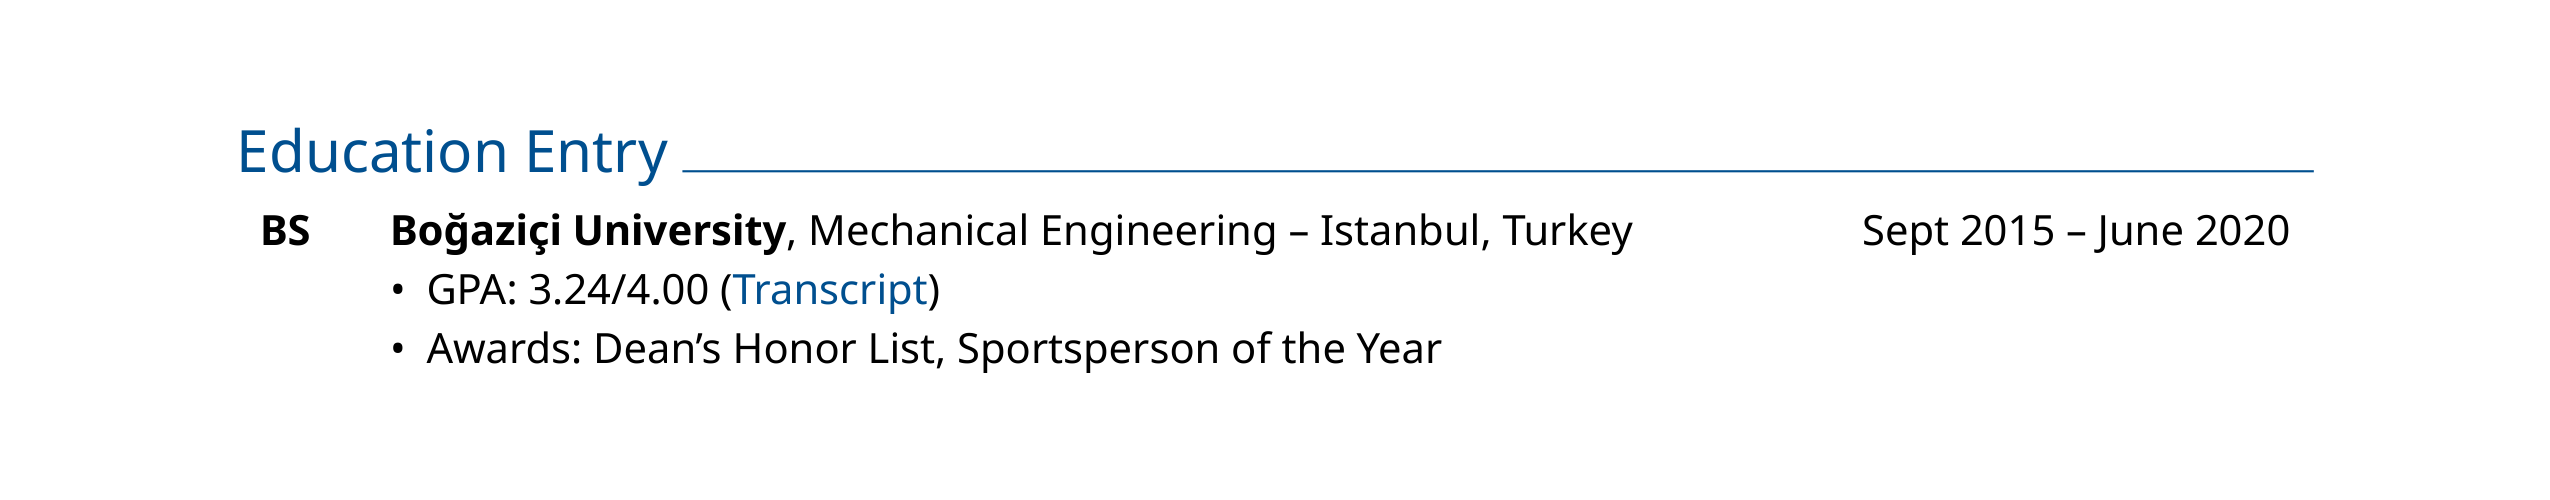 Education Entry
BS Boğaziçi University, Mechanical Engineering – Istanbul, Turkey Sept 2015 – June 2020
• GPA: 3.24/4.00 (Transcript)
• Awards: Dean’s Honor List, Sportsperson of the Year